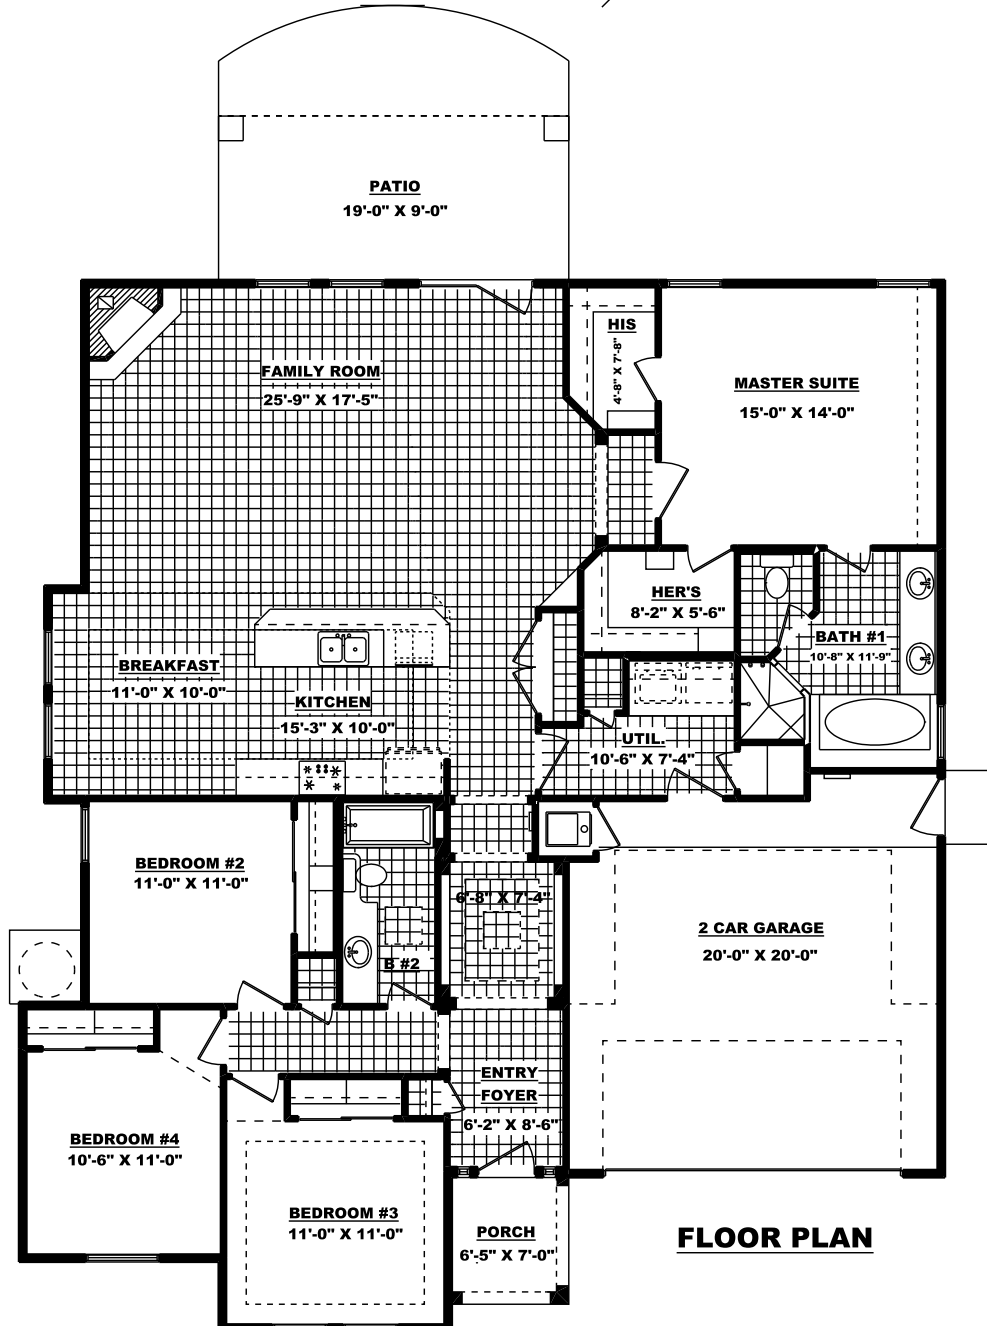 PATIO
19'-0" X 9'-0"
HIS
4'-8" X 7'-8"
FAMILY ROOM
25'-9" X 17'-5"
MASTER SUITE
15'-0" X 14'-0"
HER'S
8'-2" X 5'-6"
BATH #1
10'-8" X 11'-9"
BREAKFAST
11'-0" X 10'-0"
KITCHEN
15'-3" X 10'-0"
UTIL.
10'-6" X 7'-4"
BEDROOM #2
11'-0" X 11'-0"
6'-8" X 7'-4"
2 CAR GARAGE
20'-0" X 20'-0"
B #2
ENTRY
FOYER
6'-2" X 8'-6"
BEDROOM #4
10'-6" X 11'-0"
BEDROOM #3
11'-0" X 11'-0"
PORCH
6'-5" X 7'-0"
FLOOR PLAN